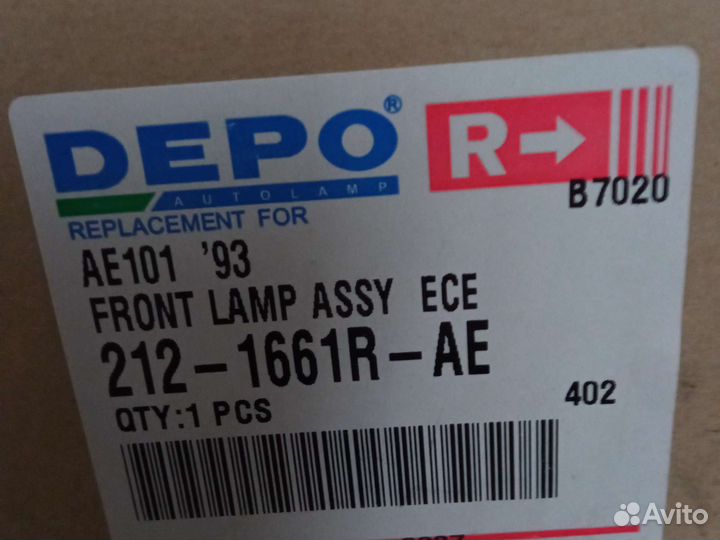 DEPO®
AUTOLAMP
REPLACEMENT FOR
R→
B7020
AE101 '93
FRONT LAMP ASSY ECE
212-1661R-AE
QTY:1 PCS
402
Avito